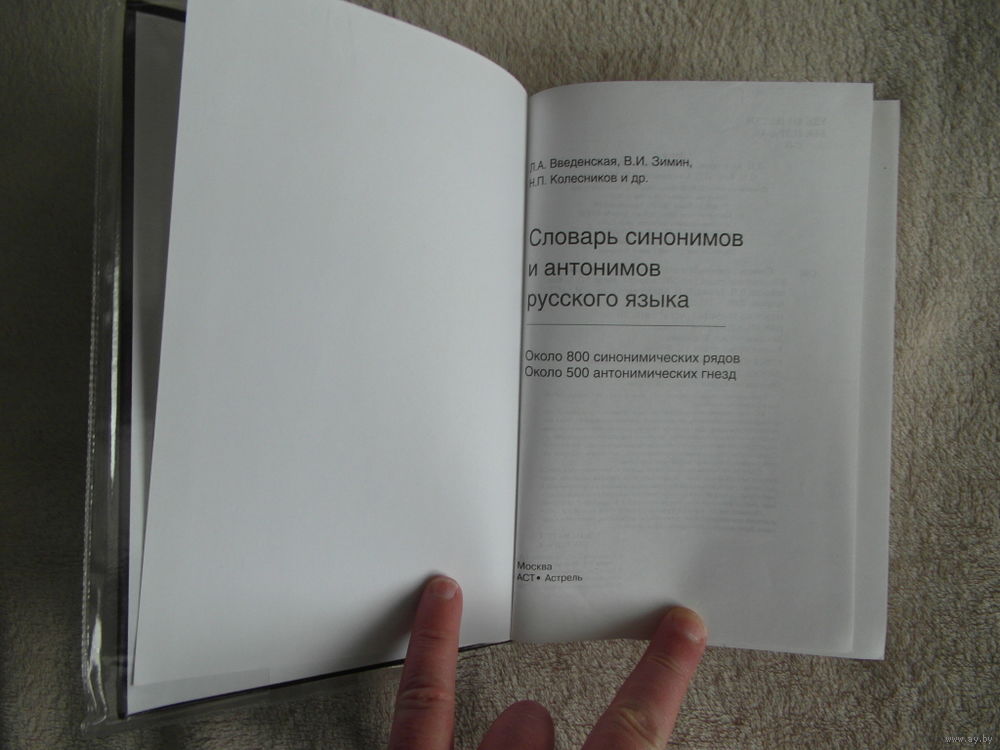 Л.А. Введенская, В.И. Зимин,
Н.П. Колесников и др.
Словарь синонимов
и антонимов
русского языка
Около 800 синонимических рядов
Около 500 антонимических гнезд
Москва
АСТ• Астрель
www.ay.by